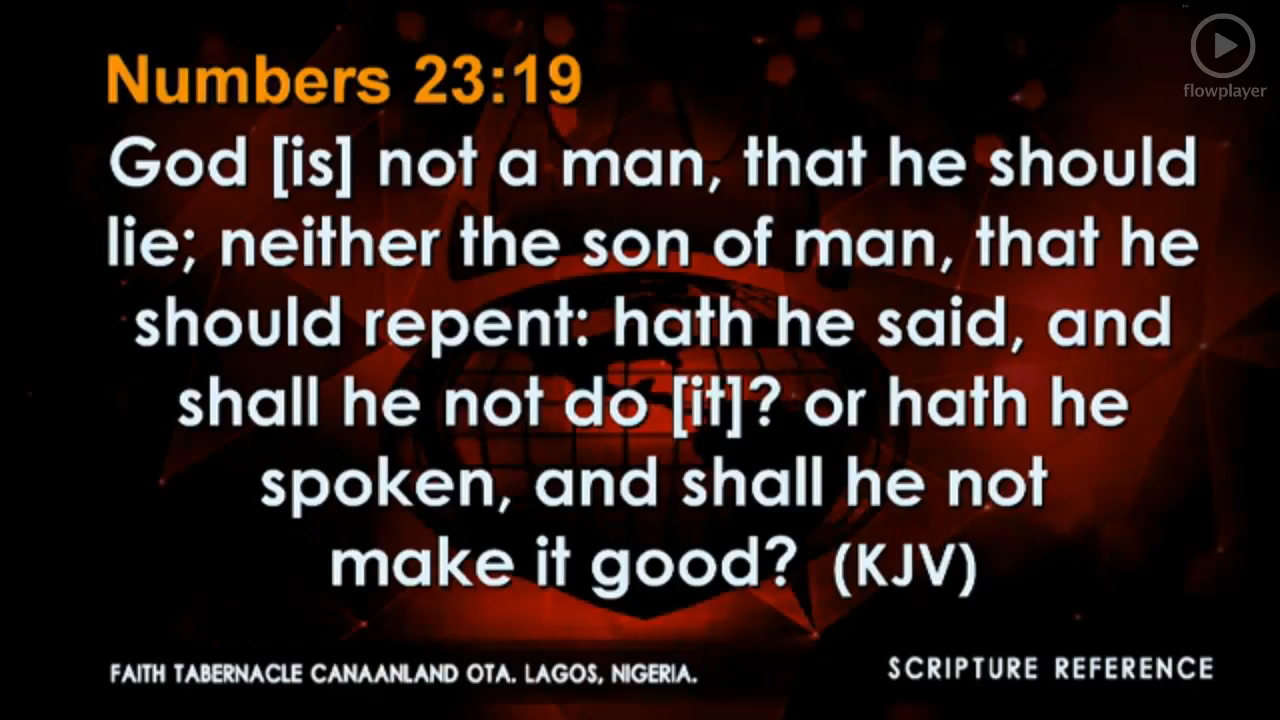 flowplayer
Numbers 23:19
God [is] not a man, that he should
lie; neither the son of man, that he
should repent: hath he said, and
shall he not do [it]? or hath he
spoken, and shall he not
make it good? (KJV)
FAITH TABERNACLE CANAANLAND OTA. LAGOS, NIGERIA.
SCRIPTURE REFERENCE